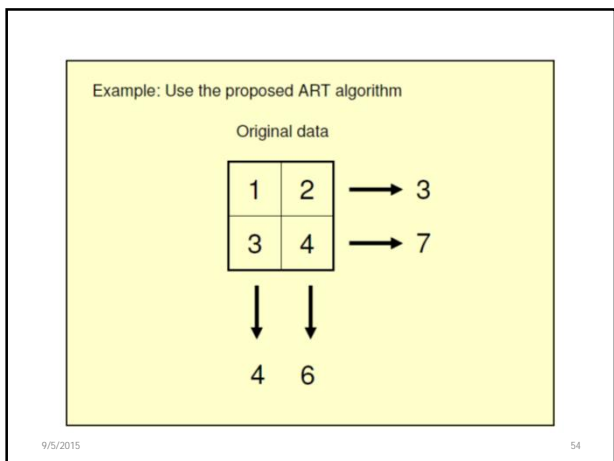 Example: Use the proposed ART algorithm
Original data
1 2 3
3 4 7
4 6
9/5/2015 54